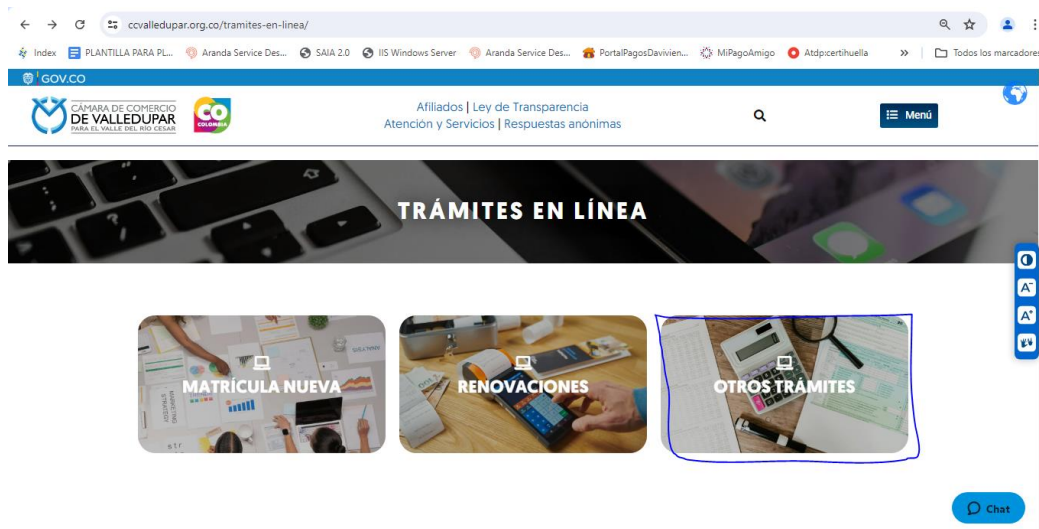 ccvalledupar.org.co/tramites-en-linea/
Index PLANTILLA PARA PL... Aranda Service Des... SAIA 2.0 IIS Windows Server Aranda Service Des... PortalPagosDavivien... MiPagoAmigo Atdp:certihuella » Todos los marcadores
GOV.CO
CÁMARA DE COMERCIO
DE VALLEDUPAR
PARA EL VALLE DEL RIO CESAR
CO
COLOMBIA
Afiliados | Ley de Transparencia
Atención y Servicios | Respuestas anónimas
Menú
TRÁMITES EN LÍNEA
MATRÍCULA NUEVA
RENOVACIONES
OTROS TRÁMITES
A-
A+
Chat